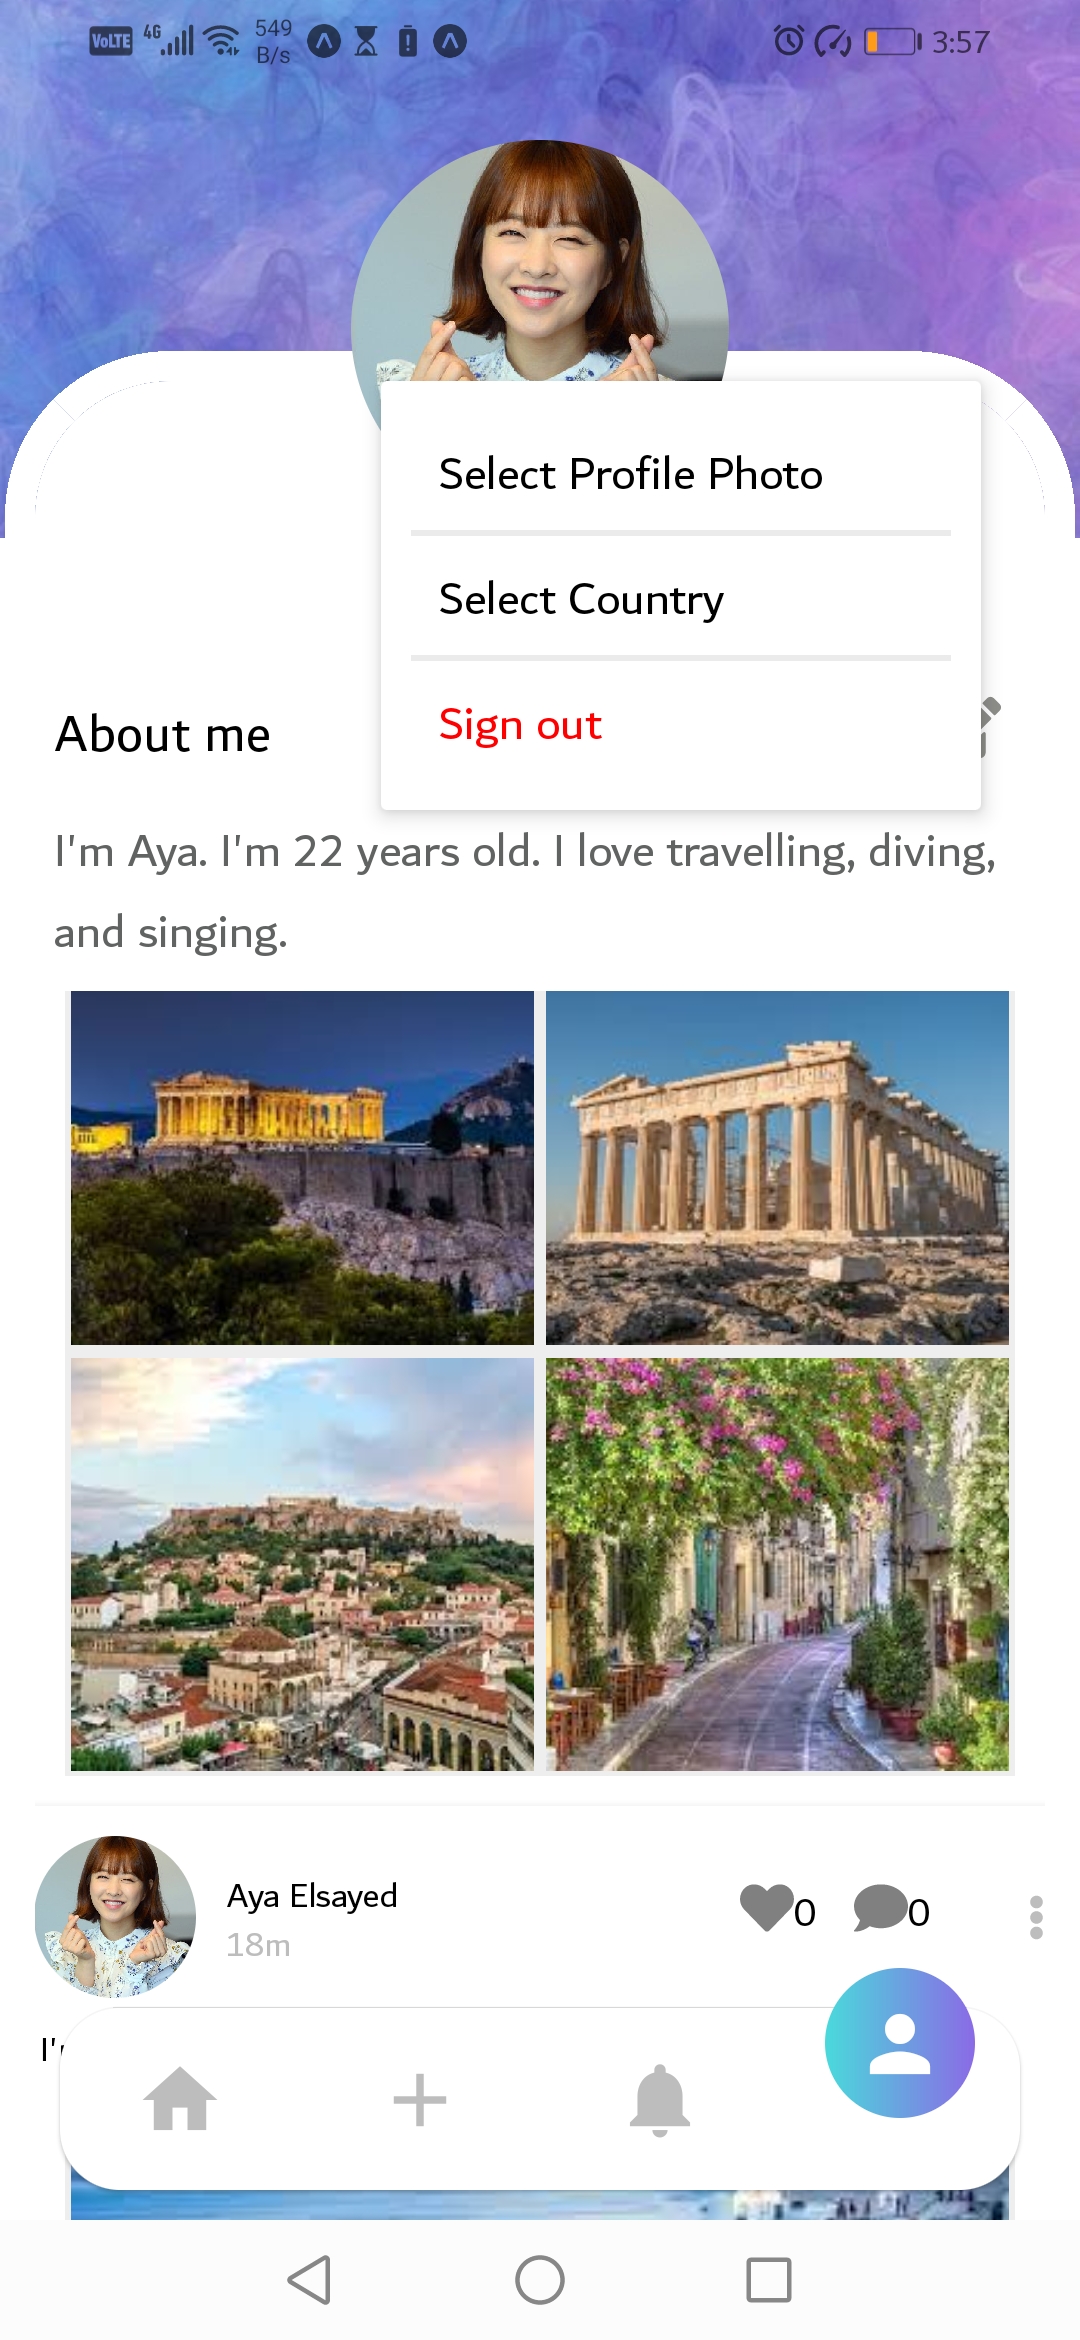 VoLTE 4G 549 B/s 3:57
Select Profile Photo
Select Country
Sign out
About me
I'm Aya. I'm 22 years old. I love travelling, diving,
and singing.
Aya Elsayed
0 0
18m
I'